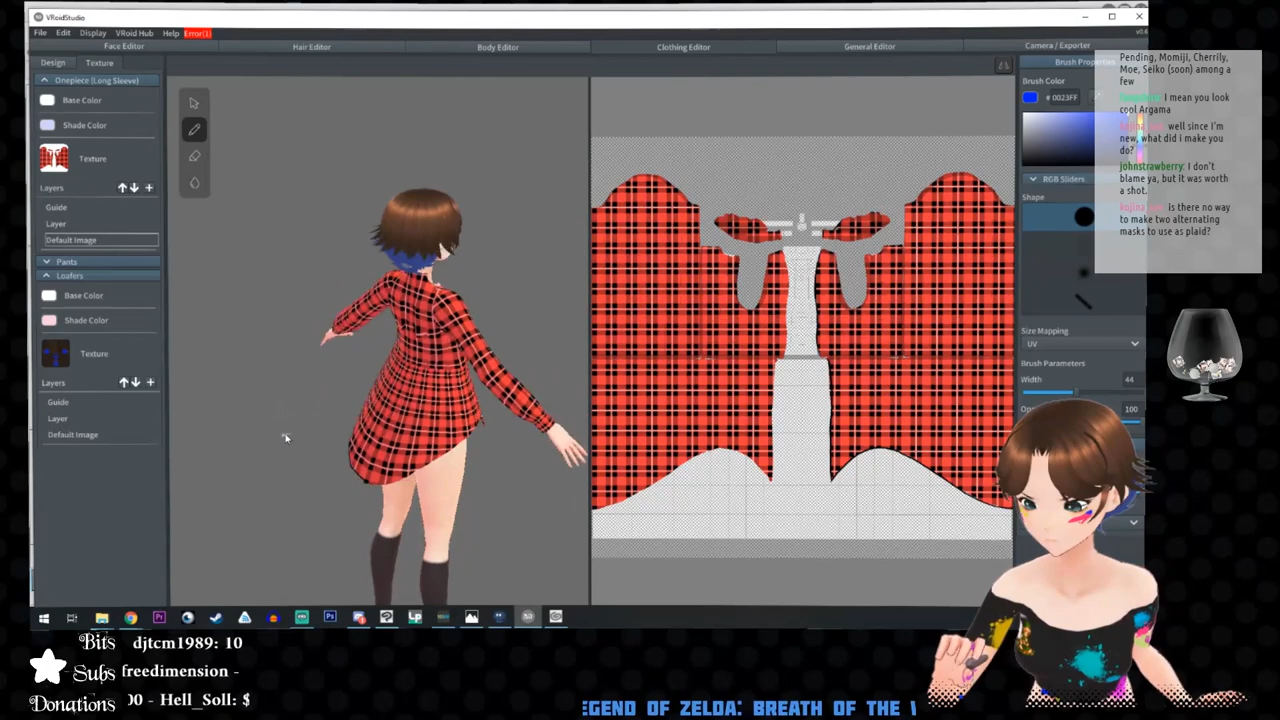 VRoidStudio
File Edit Display VRoid Hub Help Error(1)
Face Editor Hair Editor Body Editor Clothing Editor General Editor Camera / Exporter
Design Texture
Onepiece (Long Sleeve)
Base Color
Shade Color
Texture
Layers
Guide
Layer
Default Image
Pants
Loafers
Base Color
Shade Color
Texture
Layers
Guide
Layer
Default Image
Brush Properties
Brush Color
# 0023FF
RGB Sliders
Shape
Size Mapping
UV
Brush Parameters
Width 44
100
Pending, Momiji, Cherrily,
Moe, Seiko (soon) among a
few
I mean you look
cool Argama
well since I'm
new, what did i make you
do?
johnstrawberry: I don't
blame ya, but it was worth
a shot.
is there no way
to make two alternating
masks to use as plaid?
Bits djtcm1989: 10
Subs freedimension -
Donations 00 - Hell_Soll: $
EGEND OF ZELDA: BREATH OF THE